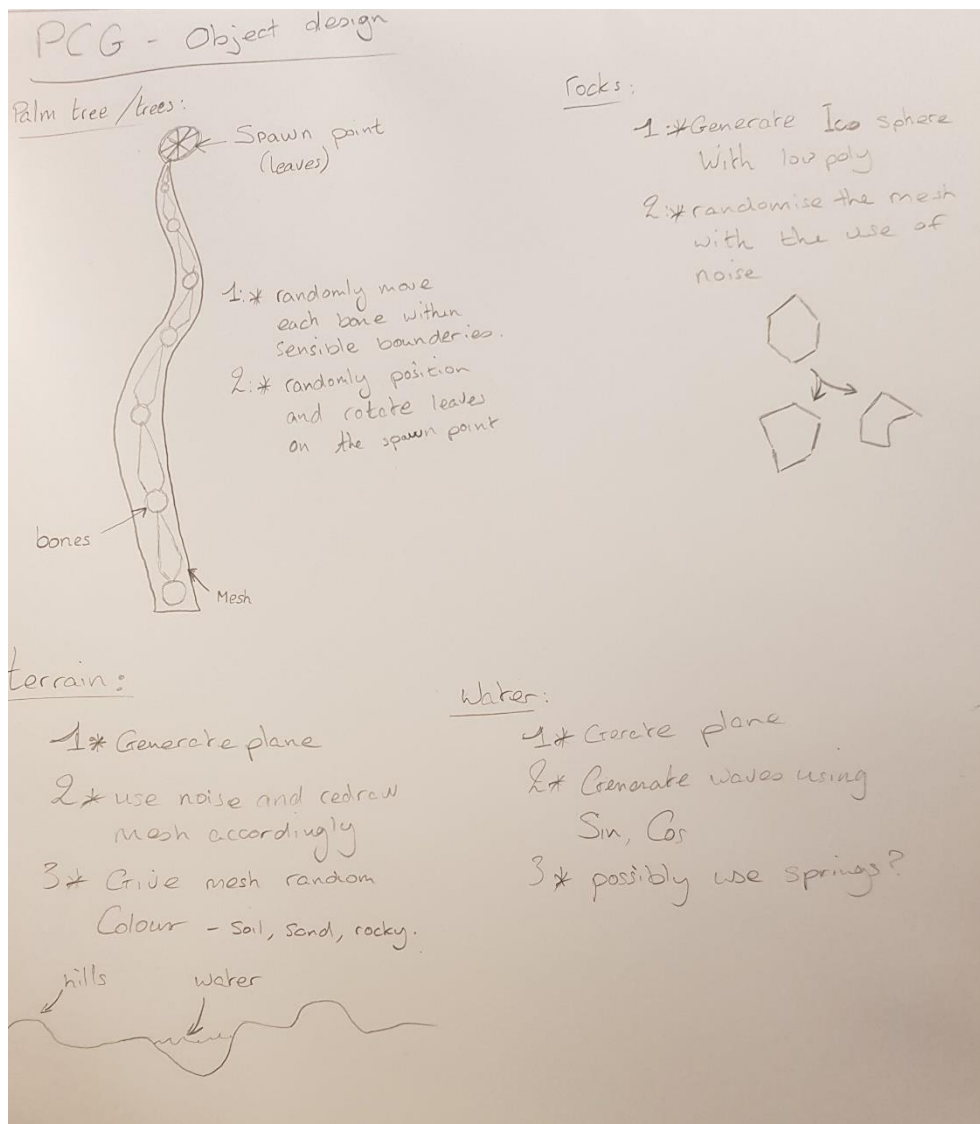 PCG - Object design
Palm tree/trees:
Spawn point
(leaves)
1:* randomly move
each bone within
sensible bounderies.
2:* randomly position
and rotate leaves
on the spawn point
bones
Mesh
rocks:
1:* Generate Ico sphere
With low poly
2:* randomise the mesh
with the use of
noise
terrain:
1* Generate plane
2* use noise and redraw
mesh accordingly
3* Give mesh random
Colour - Soil, Sand, rocky.
hills
water
Water:
1* plane
2* Generate waves using
Sin, Cos
3* possibly use springs?